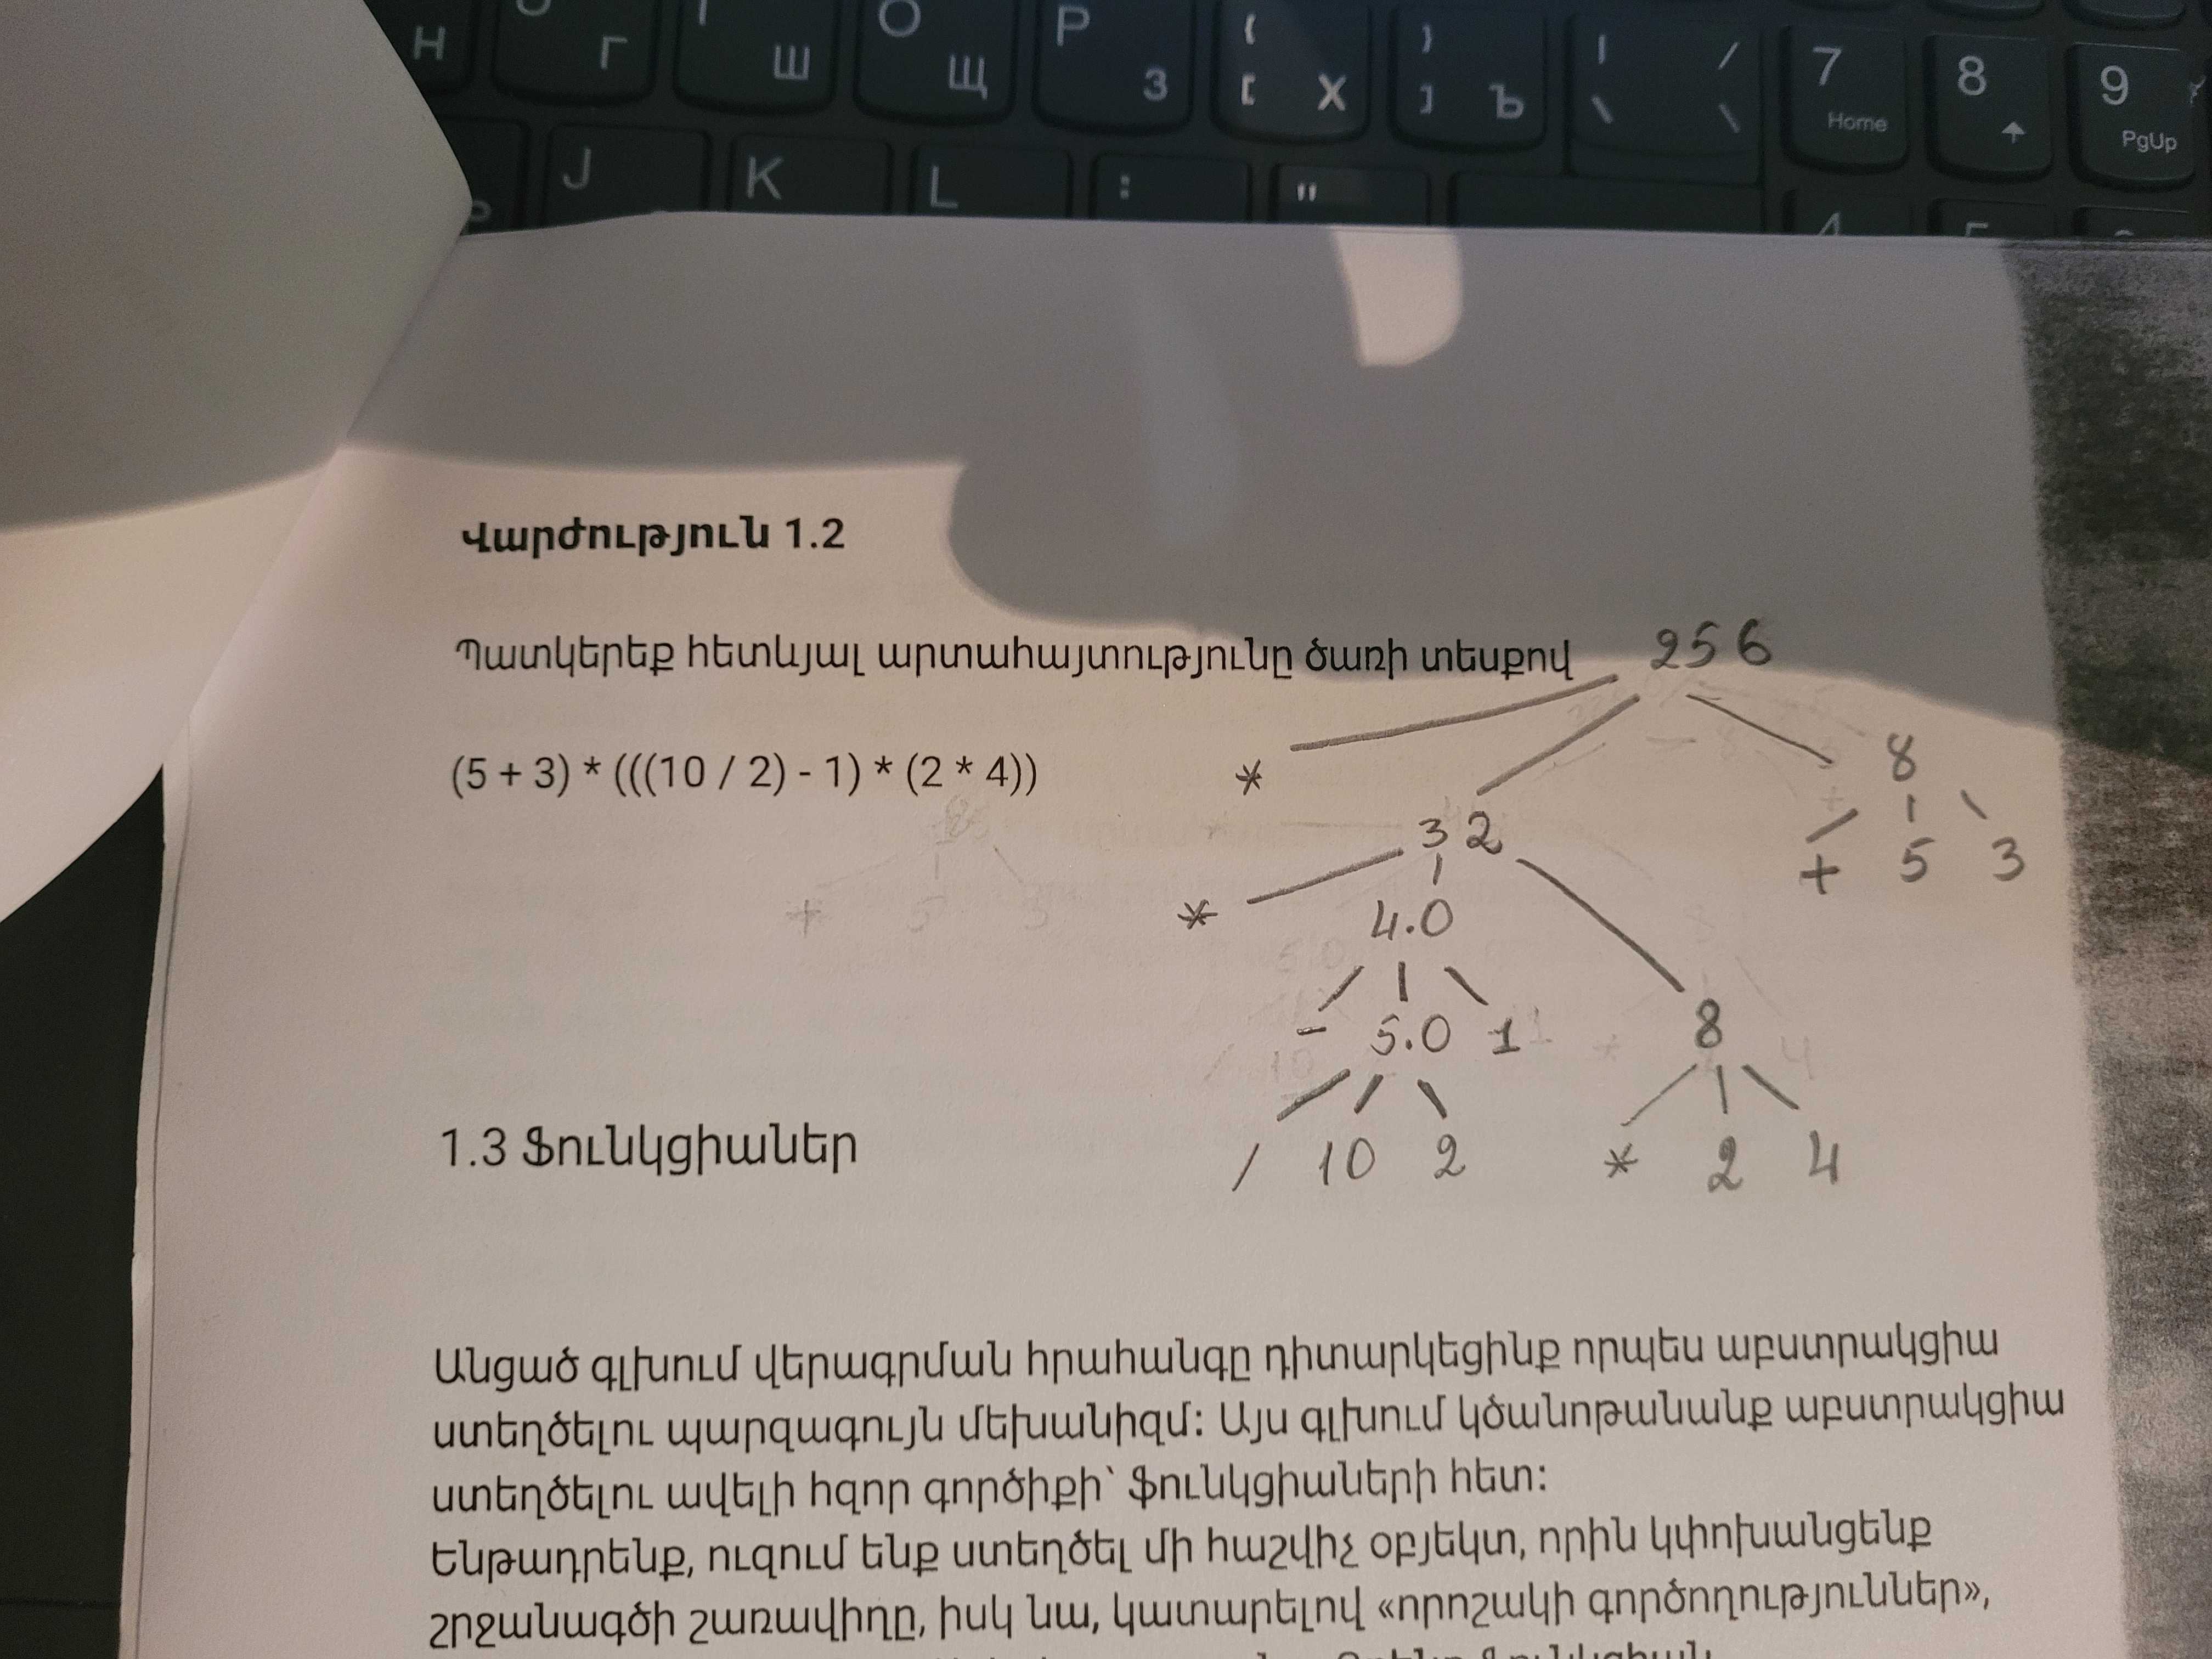 Н Г Ш О Щ P З { [ Х } ] Ъ | \ / \ 7 Home 8 9 PgUp
J K L : "
Վարժություն 1.2
Պատկերեք հետևյալ արտահայտությունը ծառի տեսքով 256
(5 + 3) * (((10 / 2) - 1) * (2 * 4)) * 8
32 + 5 3
* 4.0
- 5.0 1 8
1.3 Ֆունկցիաներ / 10 2 * 2 4
Անցած գլխում վերագրման հրահանգը դիտարկեցինք որպես աբստրակցիա
ստեղծելու պարզագույն մեխանիզմ: Այս գլխում կծանոթանանք աբստրակցիա
ստեղծելու ավելի հզոր գործիքի՝ ֆունկցիաների հետ:
Ենթադրենք, ուզում ենք ստեղծել մի հաշվիչ օբյեկտ, որին կփոխանցենք
շրջանագծի շառավիղը, իսկ նա, կատարելով «որոշակի գործողություններ»,